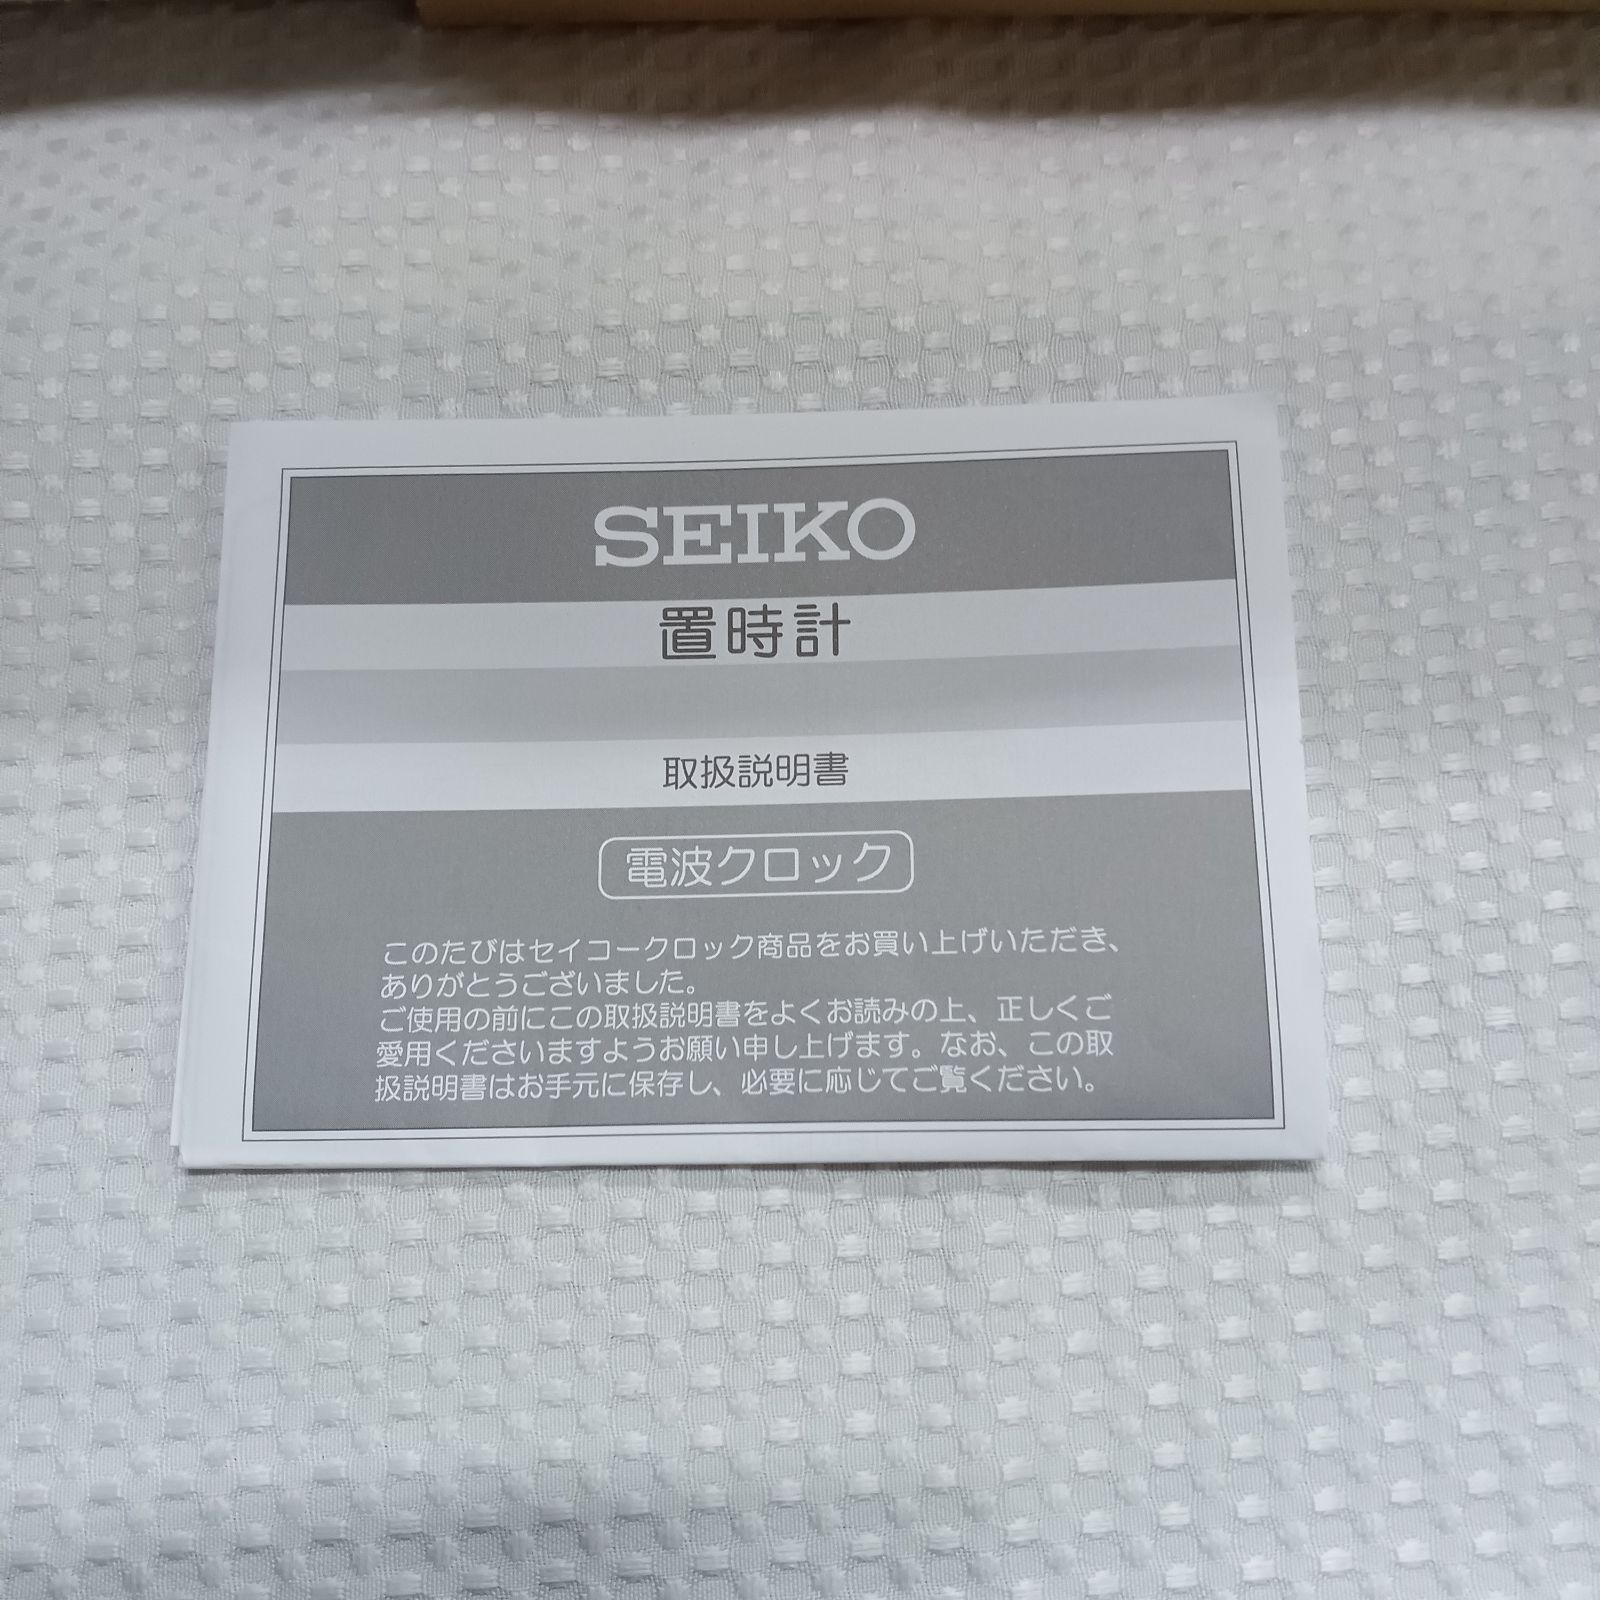 SEIKO
置時計
取扱説明書
電波クロック
このたびはセイコークロック商品をお買い上げいただき、
ありがとうございました。
ご使用の前にこの取扱説明書をよくお読みの上、正しくご
愛用くださいますようお願い申し上げます。なお、この取
扱説明書はお手元に保存し、必要に応じてご覧ください。